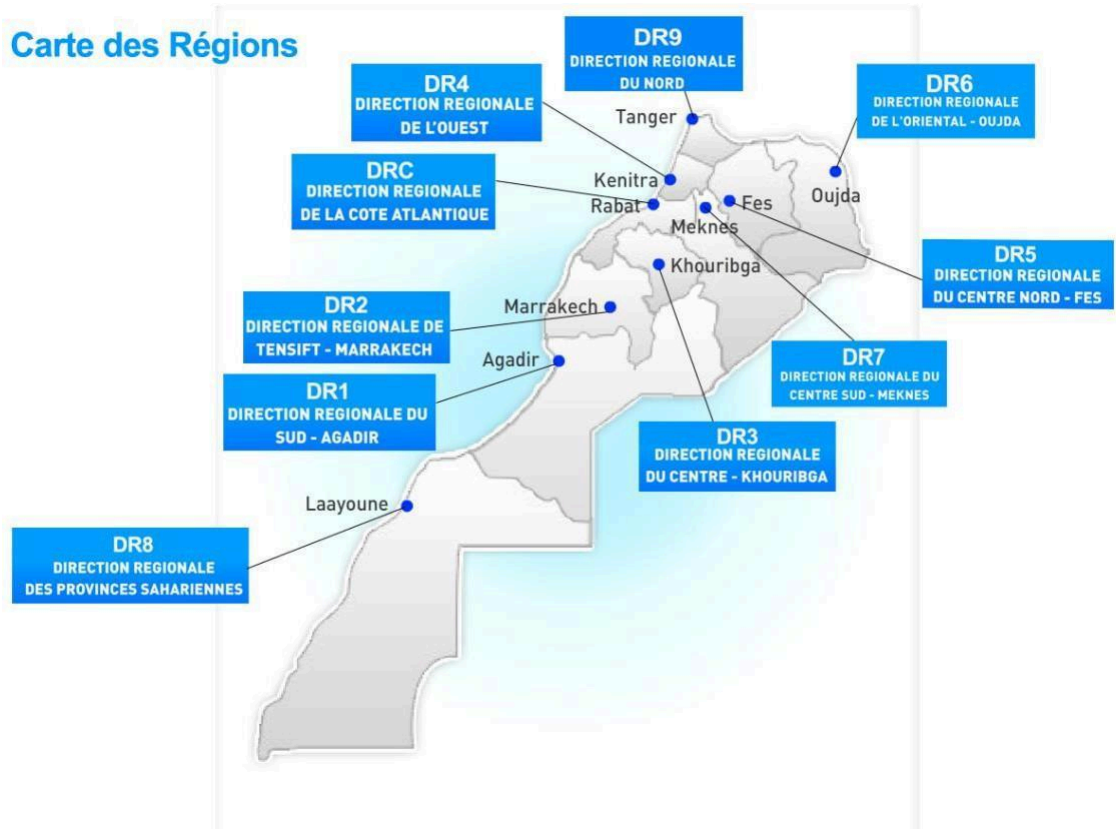 Carte des Régions
DR9
DIRECTION REGIONALE
DU NORD
DR4
DIRECTION REGIONALE
DE L'OUEST
DR6
DIRECTION REGIONALE
DE L'ORIENTAL - OUJDA
Tanger
DRC
DIRECTION REGIONALE
DE LA COTE ATLANTIQUE
Kenitra
Rabat
Meknes
Fes
Oujda
DR5
DIRECTION REGIONALE
DU CENTRE NORD - FES
Khouribga
DR2
DIRECTION REGIONALE DE
TENSIFT - MARRAKECH
Marrakech
DR7
DIRECTION REGIONALE DU
CENTRE SUD - MEKNES
Agadir
DR1
DIRECTION REGIONALE DU
SUD - AGADIR
DR3
DIRECTION REGIONALE
DU CENTRE - KHOURIBGA
Laayoune
DR8
DIRECTION REGIONALE
DES PROVINCES SAHARIENNES